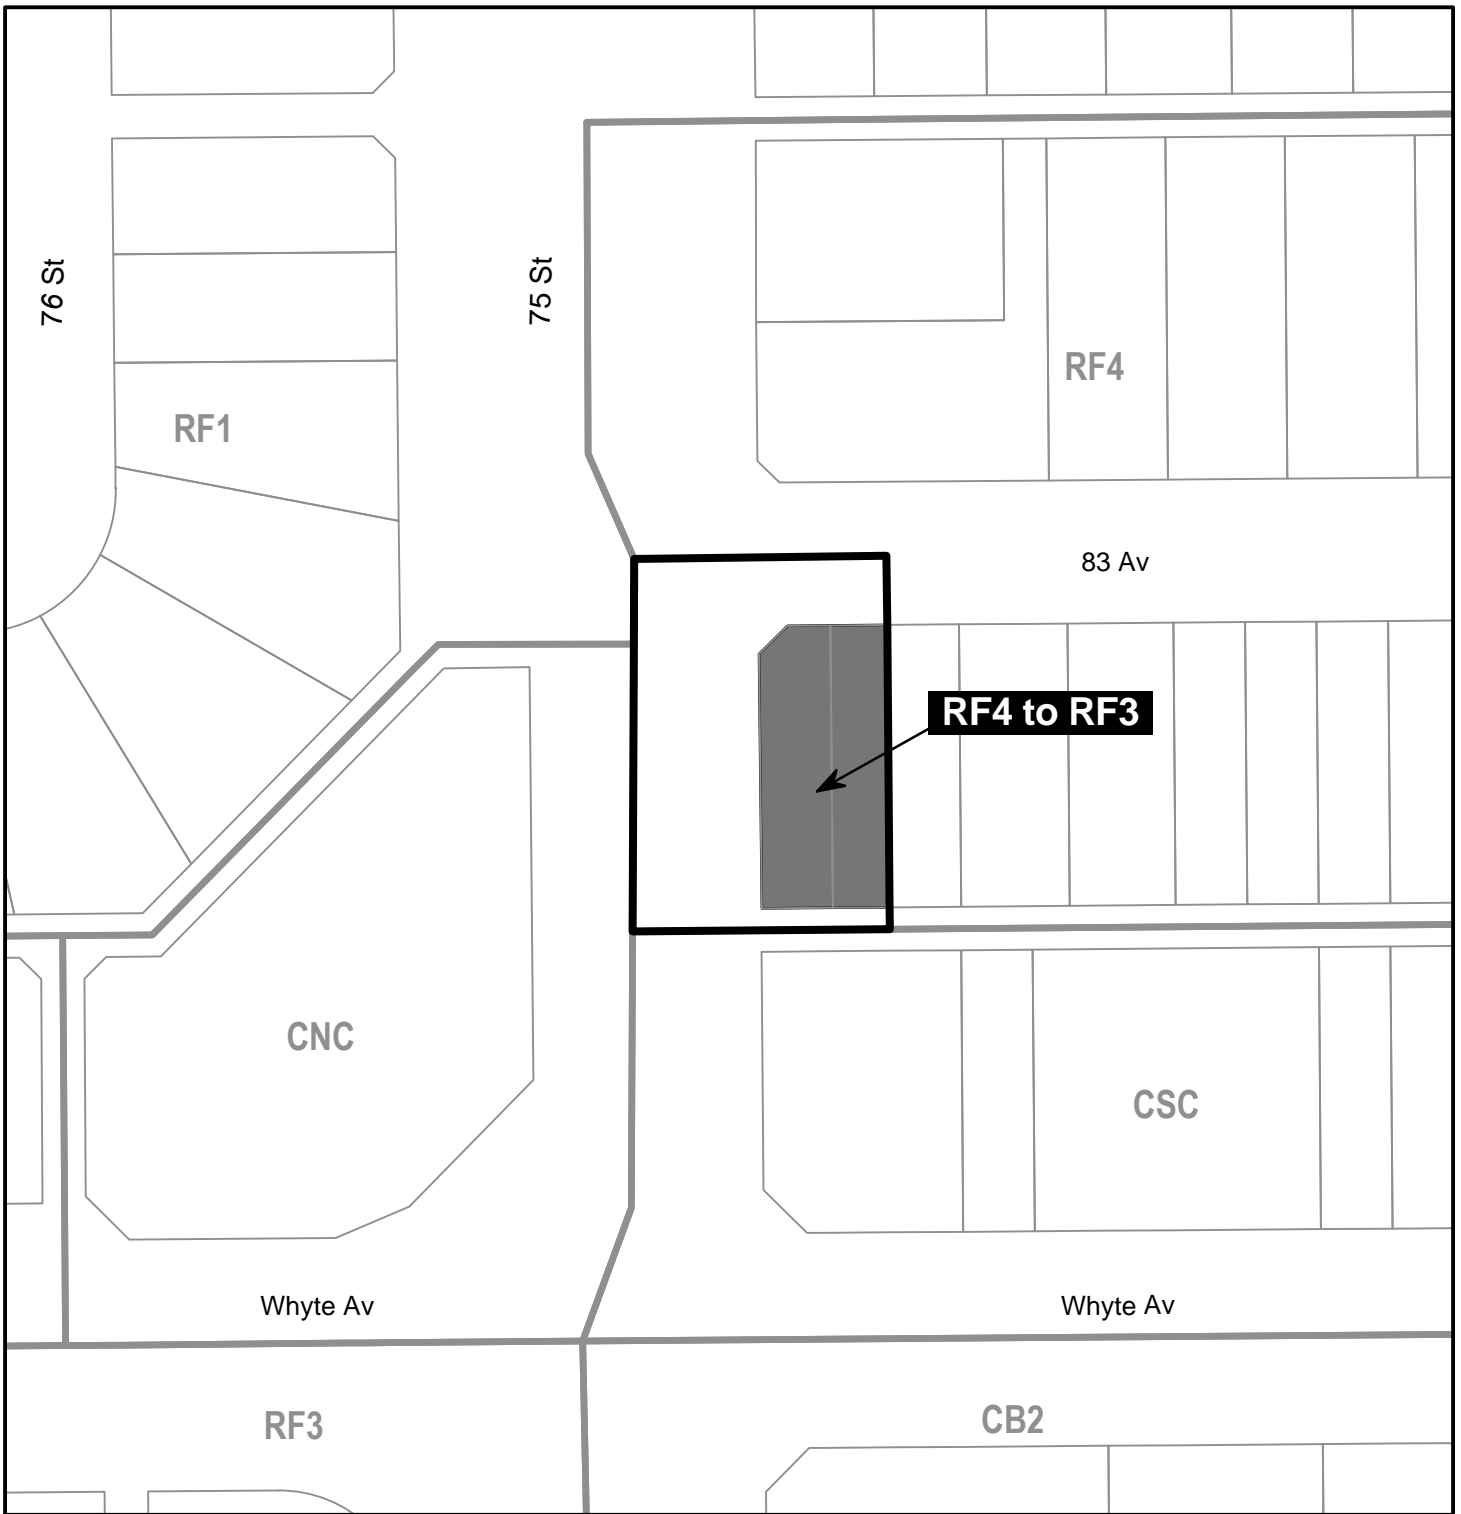 76 St
75 St
RF4
RF1
83 Av
RF4 to RF3
CNC
CSC
Whyte Av
Whyte Av
RF3
CB2